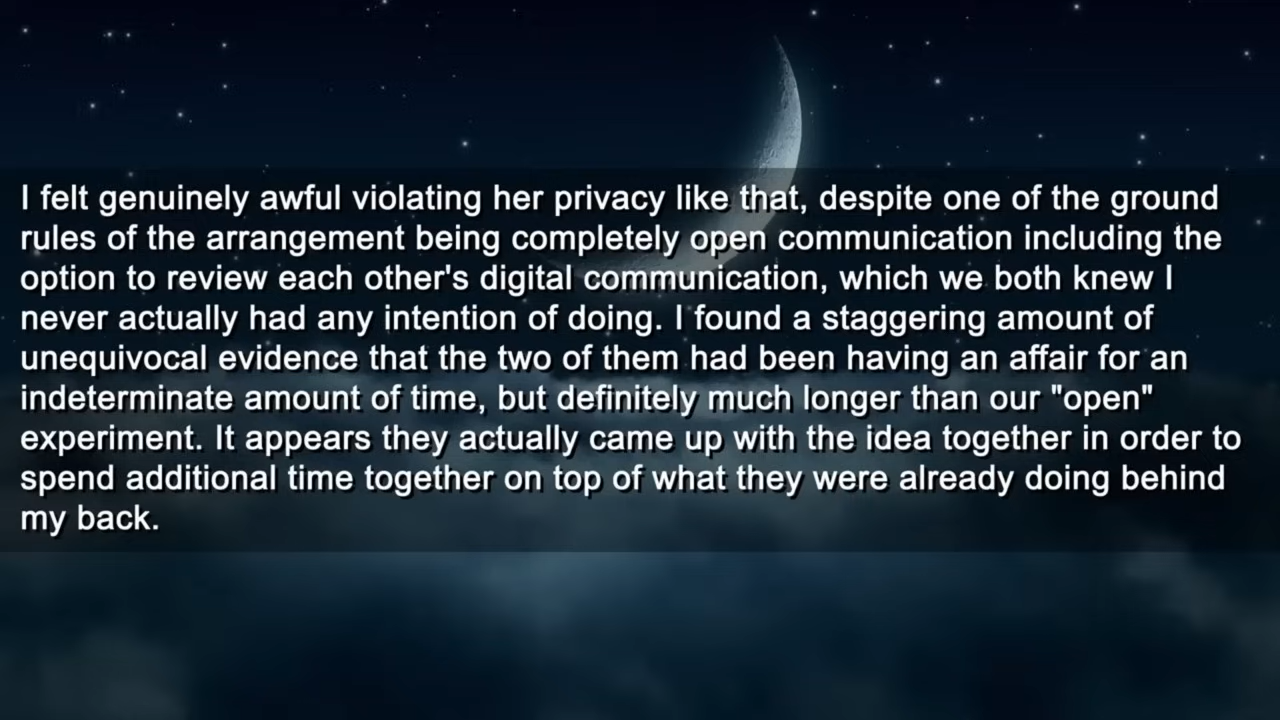 I felt genuinely awful violating her privacy like that, despite one of the ground
rules of the arrangement being completely open communication including the
option to review each other's digital communication, which we both knew I
never actually had any intention of doing. I found a staggering amount of
unequivocal evidence that the two of them had been having an affair for an
indeterminate amount of time, but definitely much longer than our "open"
experiment. It appears they actually came up with the idea together in order to
spend additional time together on top of what they were already doing behind
my back.